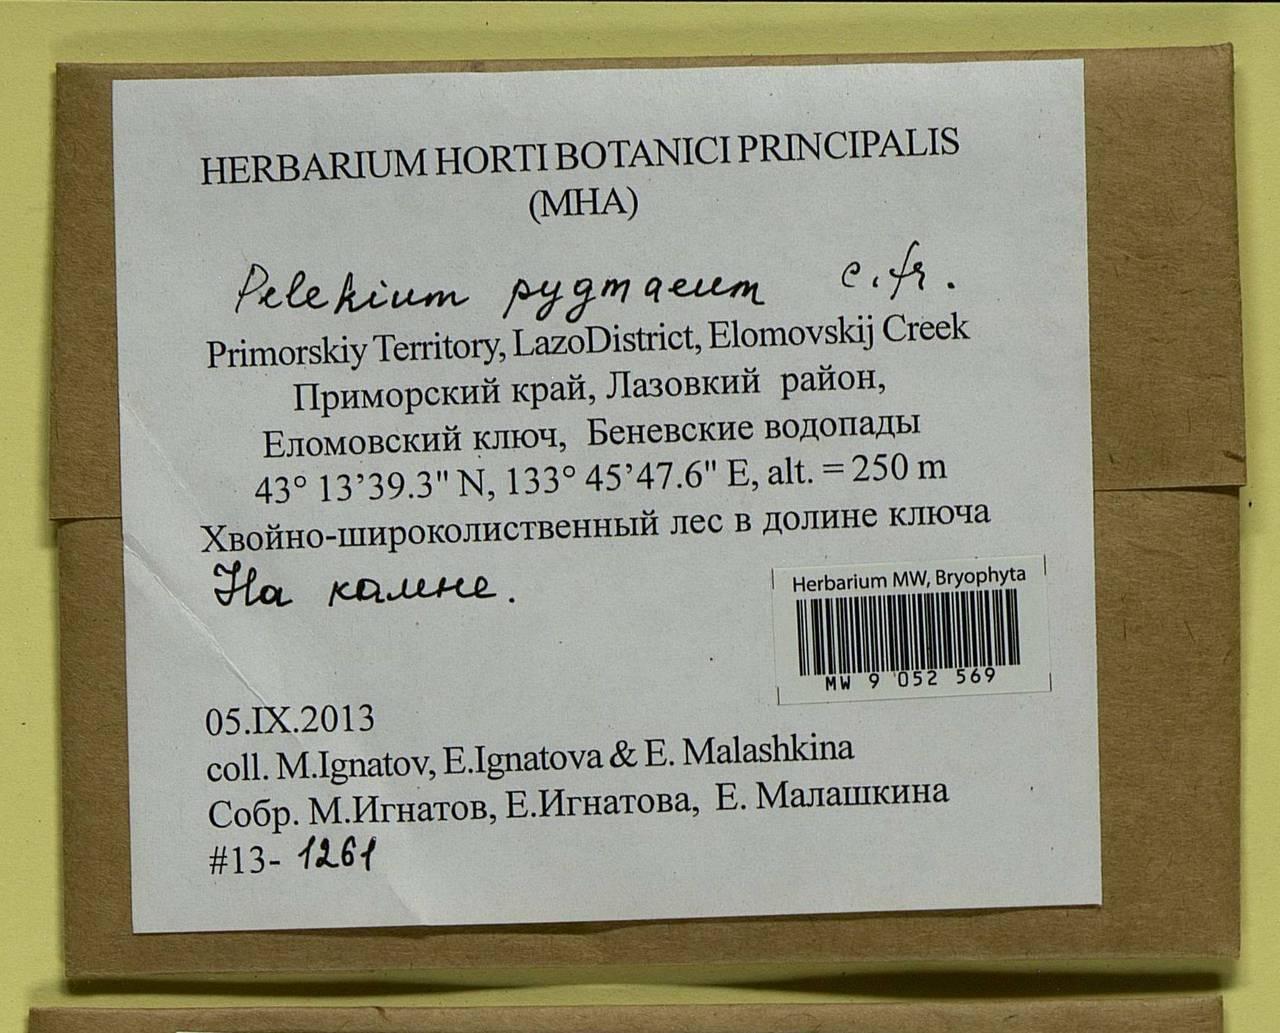 HERBARIUM HORTI BOTANICI PRINCIPALIS
(MHA)
Pelekium pygmaeum c.fr.
Primorskiy Territory, LazoDistrict, Elomovskij Creek
Приморский край, Лазовкий район,
Еломовский ключ, Беневские водопады
43° 13’39.3" N, 133° 45’47.6" E, alt. = 250 m
Хвойно-широколиственный лес в долине ключа
На камне.
Herbarium MW, Bryophyta
MW 9 052 569
05.IX.2013
coll. M.Ignatov, E.Ignatova & E. Malashkina
Собр. М.Игнатов, Е.Игнатова, Е. Малашкина
#13- 1261